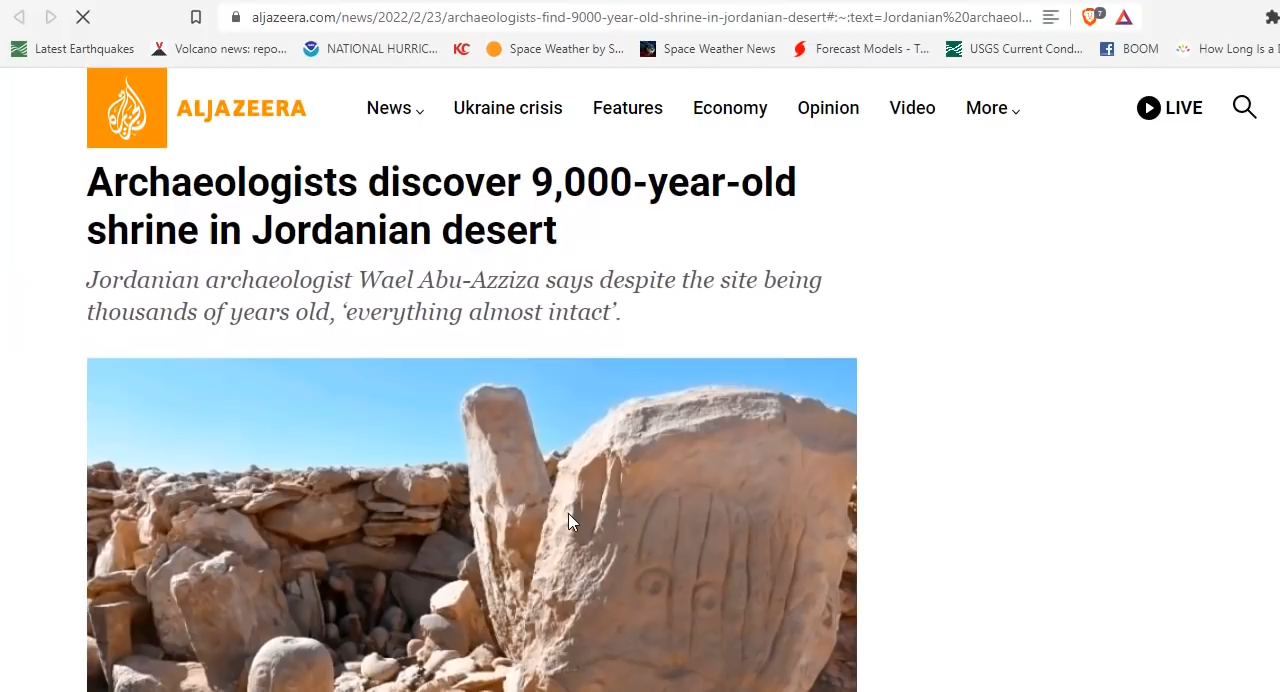 aljazeera.com/news/2022/2/23/archaeologists-find-9000-year-old-shrine-in-jordanian-desert#:~:text=Jordanian%20archaeol... 7
Latest Earthquakes Volcano news: repo... NATIONAL HURRIC... KC Space Weather by S... Space Weather News Forecast Models - T... USGS Current Cond... BOOM How Long Is a D
ALJAZEERA News Ukraine crisis Features Economy Opinion Video More LIVE
Archaeologists discover 9,000-year-old
shrine in Jordanian desert
Jordanian archaeologist Wael Abu-Azziza says despite the site being
thousands of years old, ‘everything almost intact’.